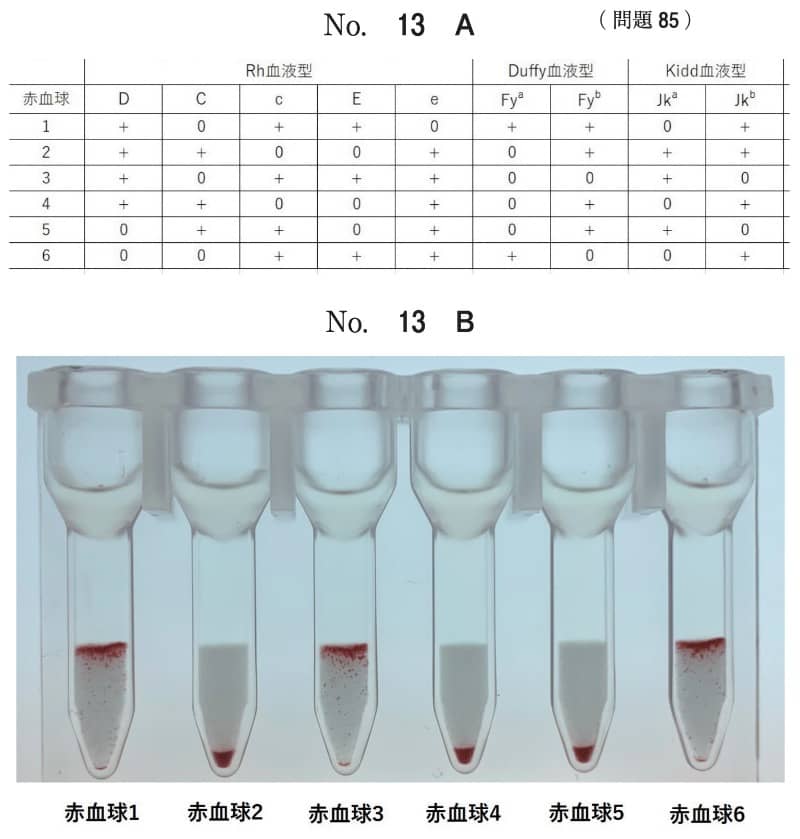 No. 13 A （問題 85）
Rh血液型 Duffy血液型 Kidd血液型
赤血球 D C c E e Fyᵃ Fyᵇ Jkᵃ Jkᵇ
1 + 0 + + 0 + + 0 +
2 + + 0 0 + 0 + + +
3 + 0 + + + 0 0 + 0
4 + + 0 0 + 0 + 0 +
5 0 + + 0 + 0 + + 0
6 0 0 + + + + 0 0 +
No. 13 B
赤血球1 赤血球2 赤血球3 赤血球4 赤血球5 赤血球6